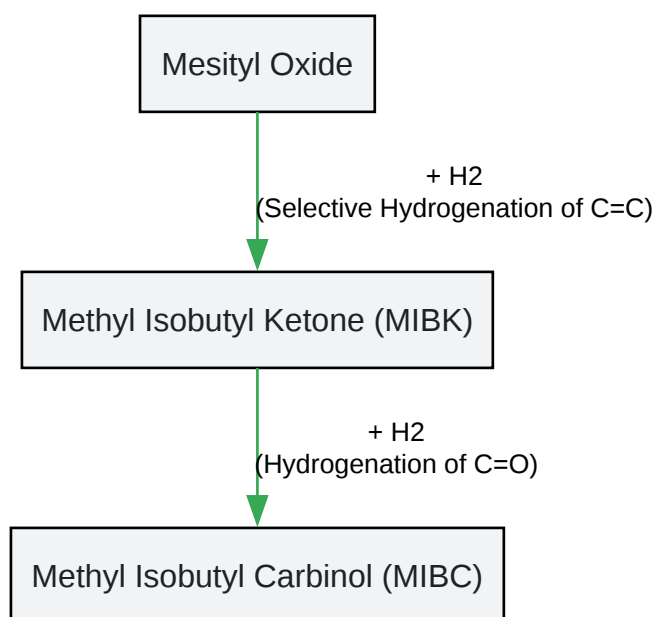 Mesityl Oxide
+ H2
(Selective Hydrogenation of C=C)
Methyl Isobutyl Ketone (MIBK)
+ H2
(Hydrogenation of C=O)
Methyl Isobutyl Carbinol (MIBC)